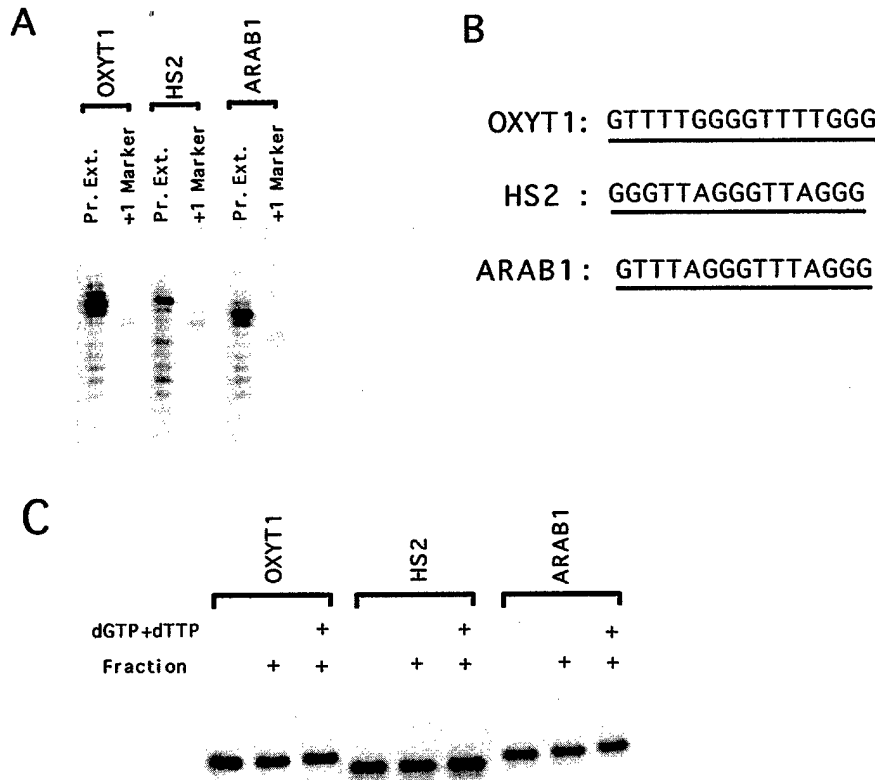 A
OXYT1
HS2
ARAB1
Pr. Ext.
+1 Marker
Pr. Ext.
+1 Marker
Pr. Ext.
+1 Marker
B
OXYT1: GTTTTGGGGTTTTGGG
HS2 : GGGTTAGGGTTAGGG
ARAB1: GTTTAGGGTTTAGGG
C
OXYT1
HS2
ARAB1
dGTP+dTTP + + +
Fraction + + + + + +